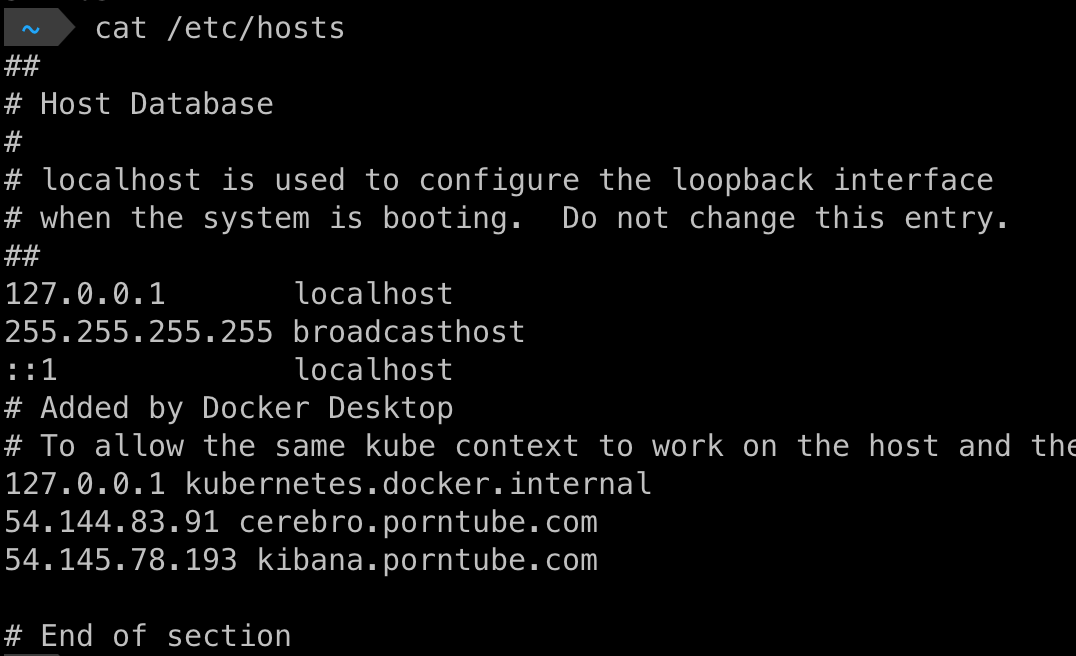 ~ cat /etc/hosts
##
# Host Database
#
# localhost is used to configure the loopback interface
# when the system is booting.  Do not change this entry.
##
127.0.0.1       localhost
255.255.255.255 broadcasthost
::1             localhost
# Added by Docker Desktop
# To allow the same kube context to work on the host and the
127.0.0.1 kubernetes.docker.internal
54.144.83.91 cerebro.porntube.com
54.145.78.193 kibana.porntube.com
# End of section